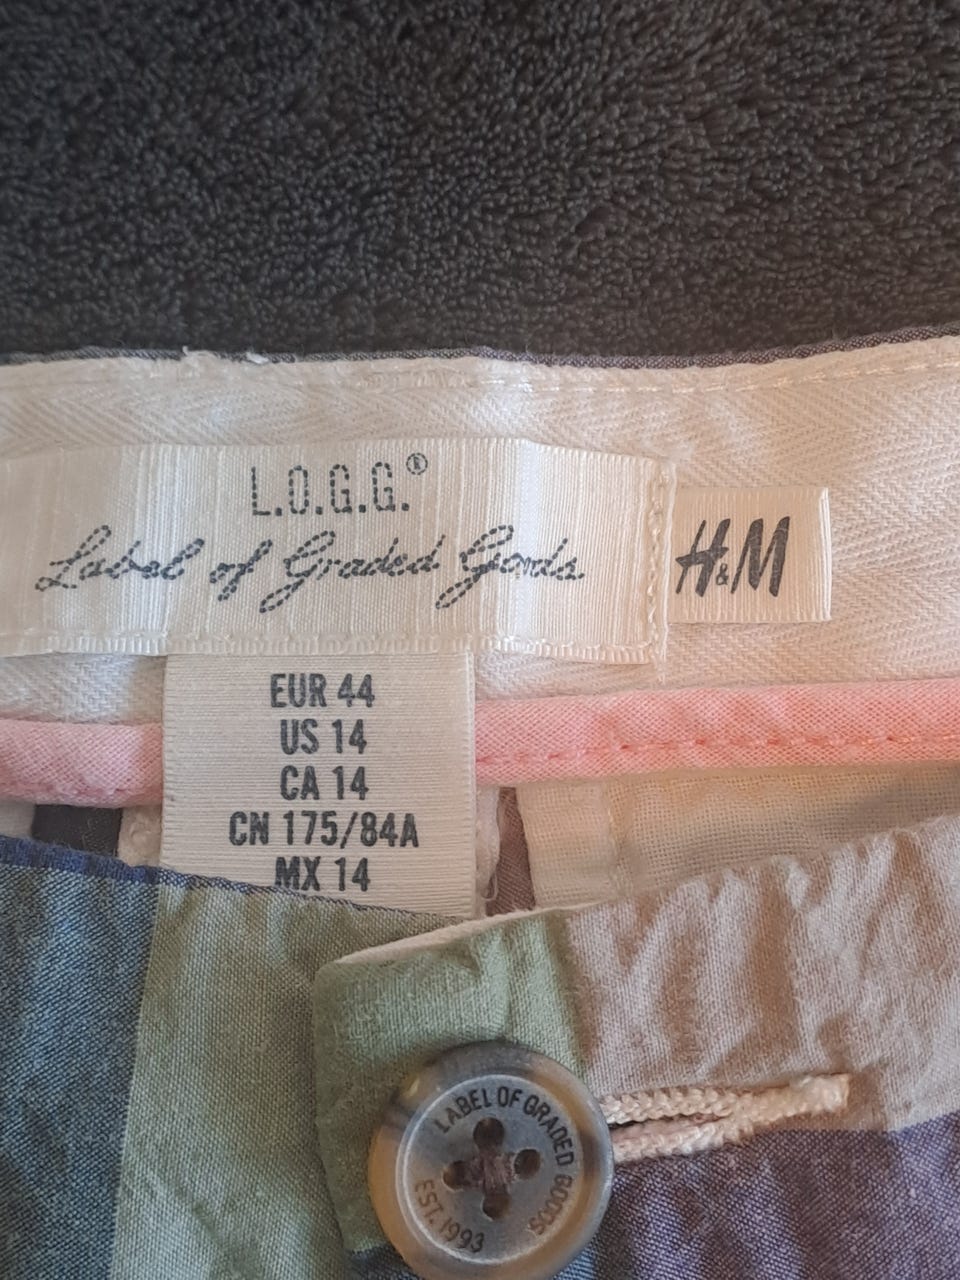 L.O.G.G.®
Label of Graded Goods.
H&M
EUR 44
US 14
CA 14
CN 175/84A
MX 14
LABEL OF GRADED GOODS
EST. 1993